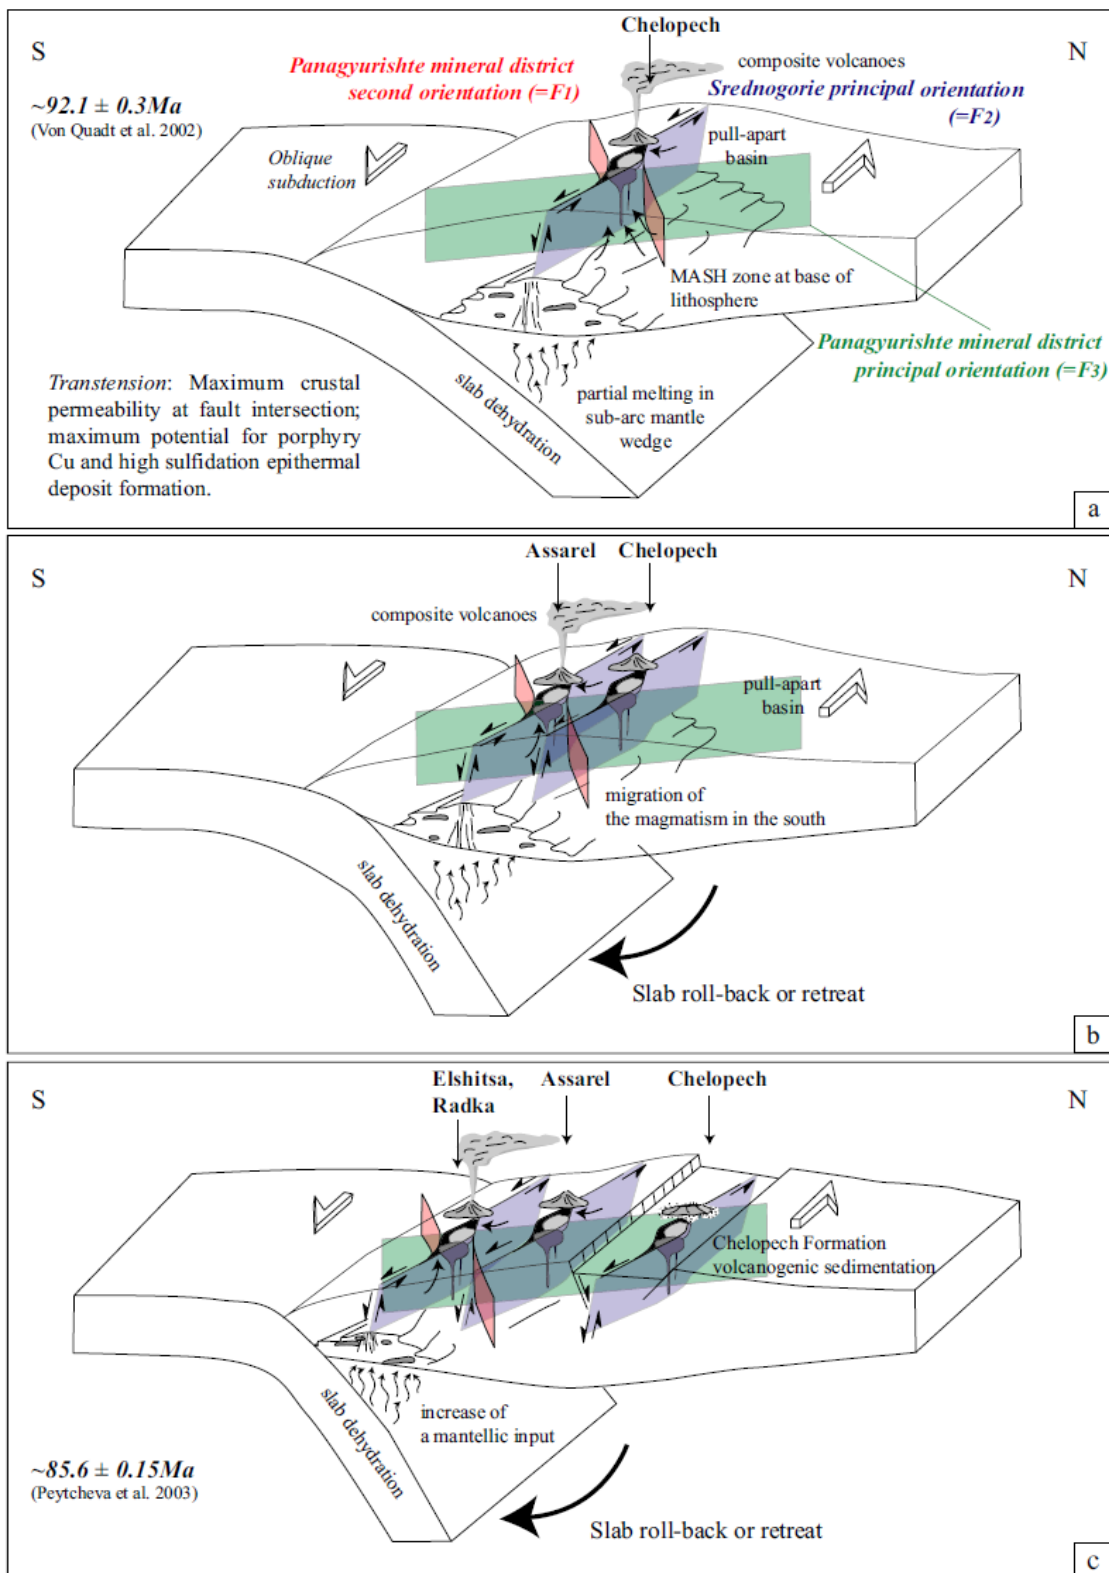 S
N
Chelopech
Panagyurishte mineral district
second orientation (=F1)
composite volcanoes
Srednogorie principal orientation
(=F2)
~92.1 ± 0.3Ma
(Von Quadt et al. 2002)
pull-apart
basin
Oblique
subduction
MASH zone at base of
lithosphere
Panagyurishte mineral district
principal orientation (=F3)
Transtension: Maximum crustal
permeability at fault intersection;
maximum potential for porphyry
Cu and high sulfidation epithermal
deposit formation.
slab dehydration
partial melting in
sub-arc mantle
wedge
a
S
N
Assarel
Chelopech
composite volcanoes
pull-apart
basin
migration of
the magmatism in the south
slab dehydration
Slab roll-back or retreat
b
S
N
Elshitsa,
Radka
Assarel
Chelopech
Chelopech Formation
volcanogenic sedimentation
slab dehydration
increase of
a mantellic input
~85.6 ± 0.15Ma
(Peytcheva et al. 2003)
Slab roll-back or retreat
c